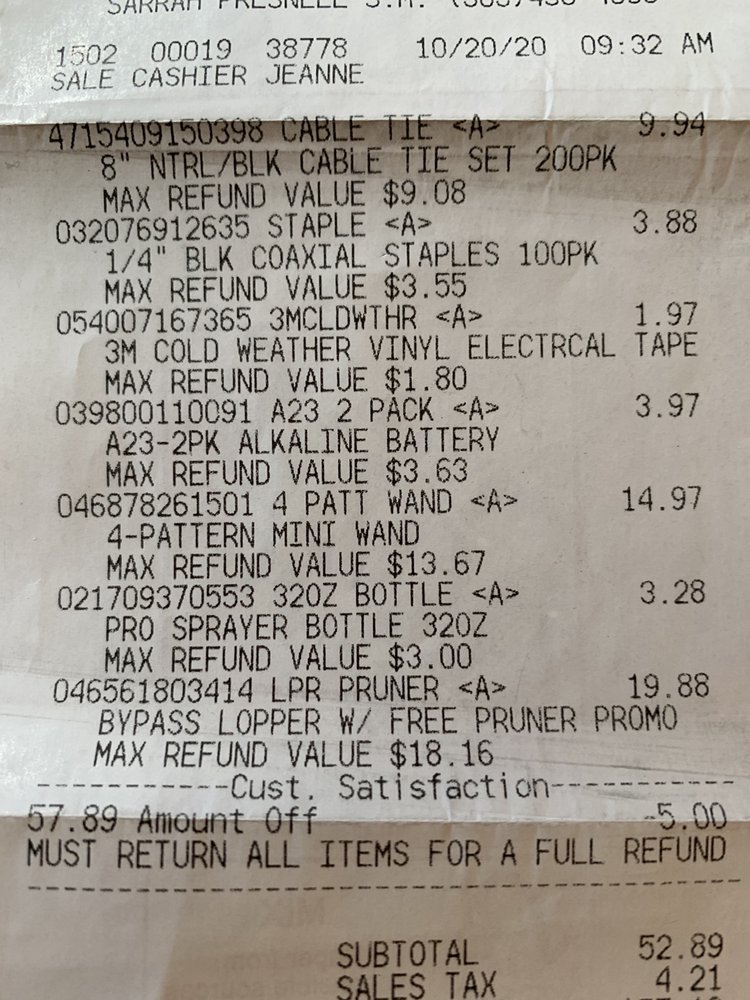 1502 00019 38778 10/20/20 09:32 AM
SALE CASHIER JEANNE
4715409150398 CABLE TIE <A> 9.94
8" NTRL/BLK CABLE TIE SET 200PK
MAX REFUND VALUE $9.08
032076912635 STAPLE <A> 3.88
1/4" BLK COAXIAL STAPLES 100PK
MAX REFUND VALUE $3.55
054007167365 3MCLDWTHR <A> 1.97
3M COLD WEATHER VINYL ELECTRCAL TAPE
MAX REFUND VALUE $1.80
039800110091 A23 2 PACK <A> 3.97
A23-2PK ALKALINE BATTERY
MAX REFUND VALUE $3.63
046878261501 4 PATT WAND <A> 14.97
4-PATTERN MINI WAND
MAX REFUND VALUE $13.67
021709370553 32OZ BOTTLE <A> 3.28
PRO SPRAYER BOTTLE 32OZ
MAX REFUND VALUE $3.00
046561803414 LPR PRUNER <A> 19.88
BYPASS LOPPER W/ FREE PRUNER PROMO
MAX REFUND VALUE $18.16
-----------Cust. Satisfaction-----------
57.89 Amount Off -5.00
MUST RETURN ALL ITEMS FOR A FULL REFUND
----------------------------------------
SUBTOTAL 52.89
SALES TAX 4.21